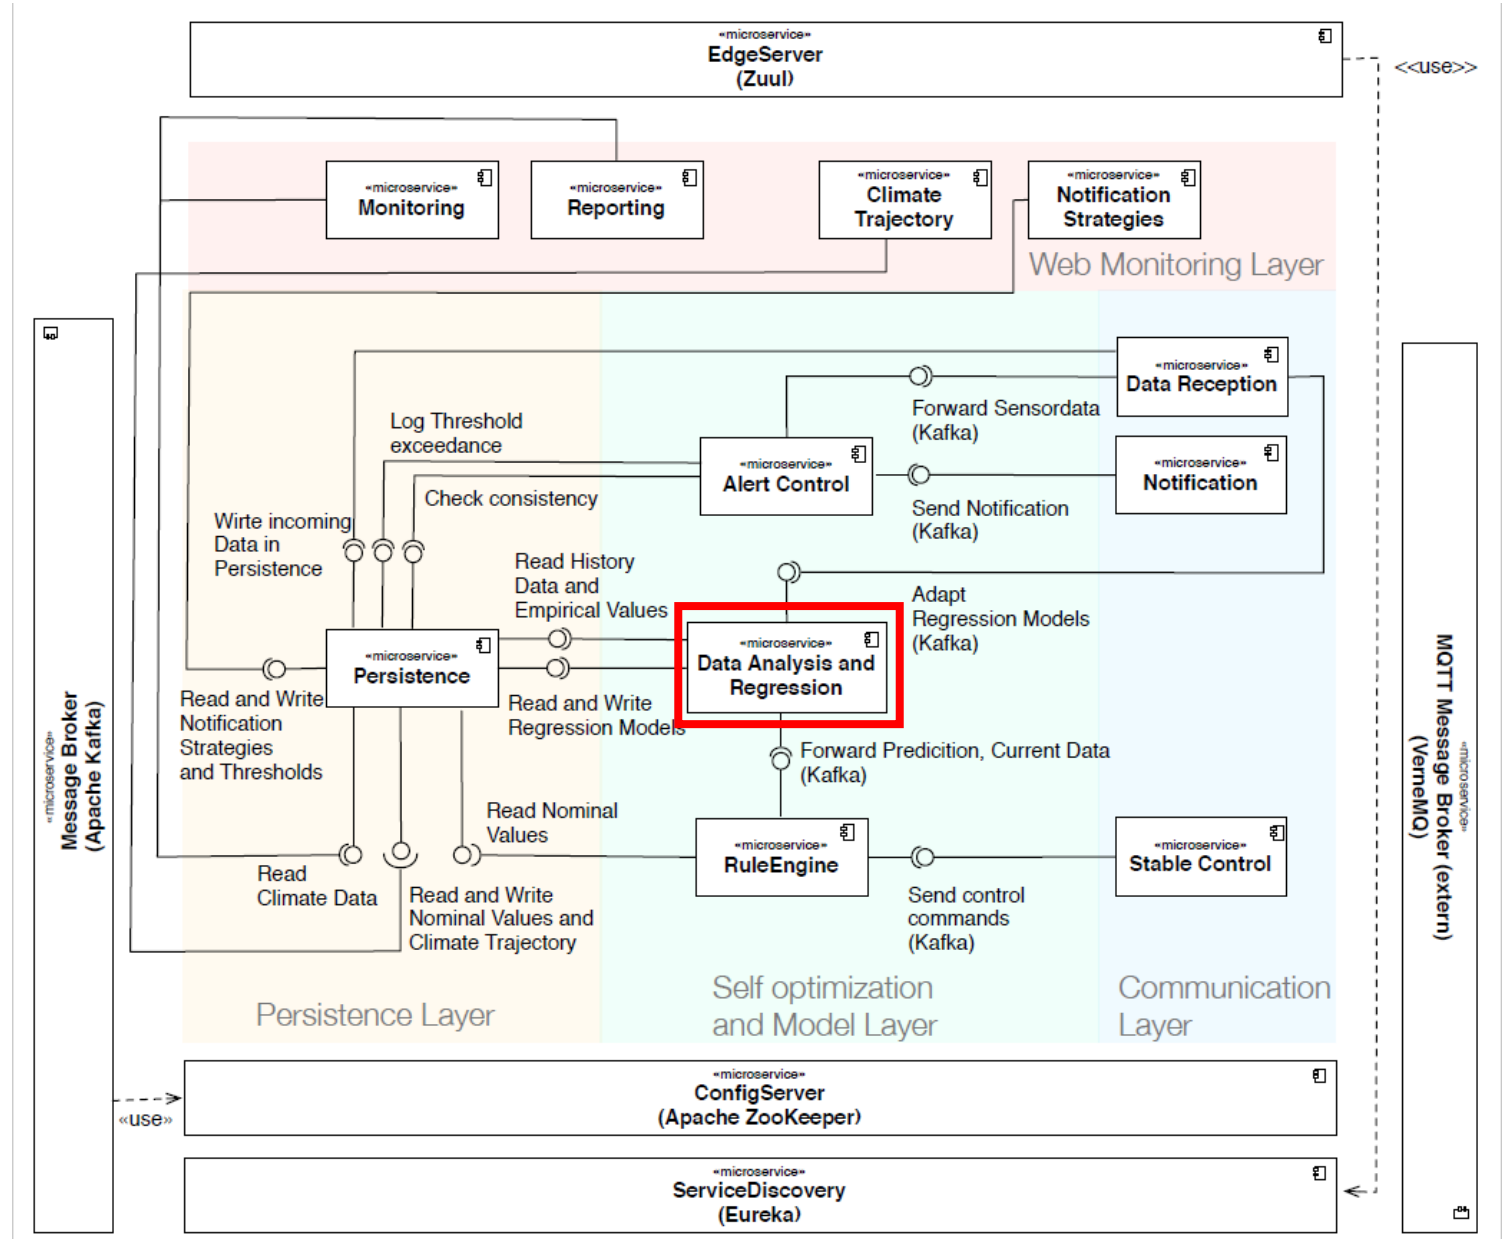 «microservice»
EdgeServer
(Zuul)
<<use>>
«microservice»
Monitoring
«microservice»
Reporting
«microservice»
Climate
Trajectory
«microservice»
Notification
Strategies
Web Monitoring Layer
«microservice»
Message Broker
(Apache Kafka)
«microservice»
Data Reception
Forward Sensordata
(Kafka)
Log Threshold
exceedance
«microservice»
Alert Control
«microservice»
Notification
Check consistency
Send Notification
(Kafka)
Wirte incoming
Data in
Persistence
Read History
Data and
Empirical Values
Adapt
Regression Models
(Kafka)
«microservice»
Persistence
«microservice»
Data Analysis and
Regression
Read and Write
Notification
Strategies
and Thresholds
Read and Write
Regression Models
Forward Predicition, Current Data
(Kafka)
Read Nominal
Values
«microservice»
RuleEngine
«microservice»
Stable Control
Read
Climate Data
Read and Write
Nominal Values and
Climate Trajectory
Send control
commands
(Kafka)
Persistence Layer
Self optimization
and Model Layer
Communication
Layer
«microservice»
MQTT Message Broker (extern)
(VerneMQ)
«use»
«microservice»
ConfigServer
(Apache ZooKeeper)
«microservice»
ServiceDiscovery
(Eureka)